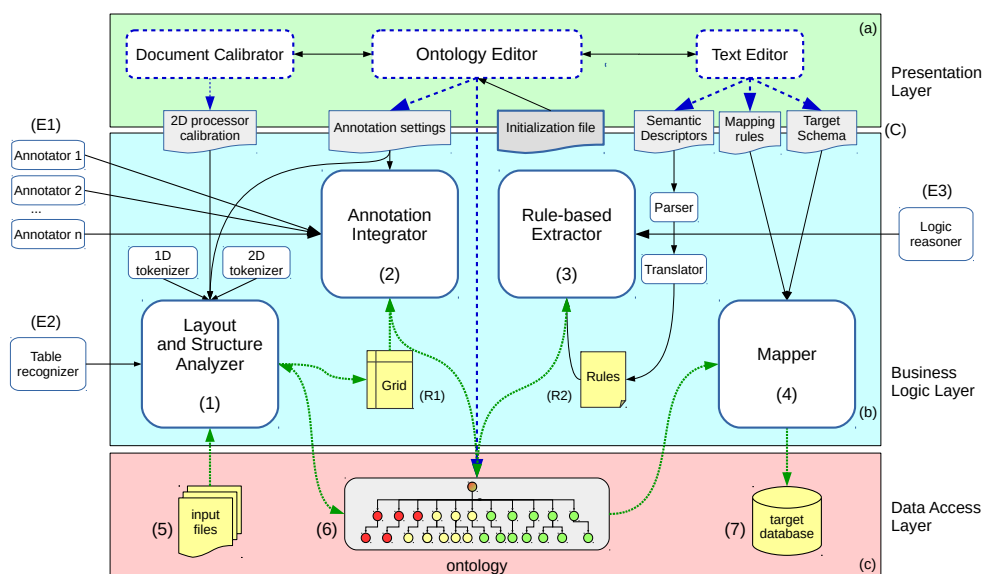 (a)
Document Calibrator
Ontology Editor
Text Editor
Presentation
Layer
2D processor
calibration
Annotation settings
Initialization file
Semantic
Descriptors
Mapping
rules
Target
Schema
(C)
(E1)
Annotator 1
Annotator 2
...
Annotator n
Annotation
Integrator
(2)
Rule-based
Extractor
(3)
Parser
Translator
(E3)
Logic
reasoner
1D
tokenizer
2D
tokenizer
(E2)
Table
recognizer
Layout
and Structure
Analyzer
(1)
Grid
(R1)
(R2)
Rules
Mapper
(4)
Business
Logic Layer
(b)
(5)
input
files
(6)
ontology
(7)
target
database
Data Access
Layer
(c)